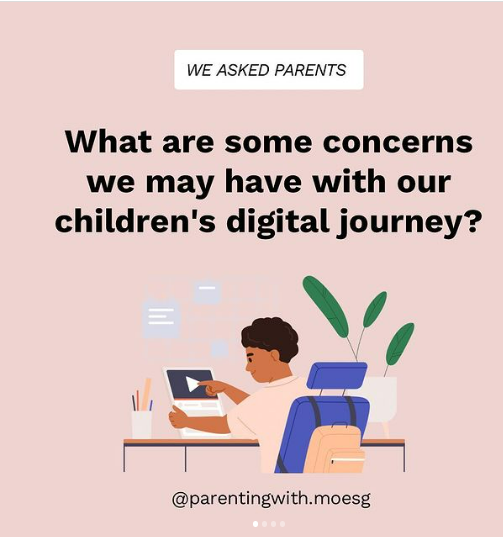 WE ASKED PARENTS
What are some concerns
we may have with our
children's digital journey?
@parentingwith.moesg